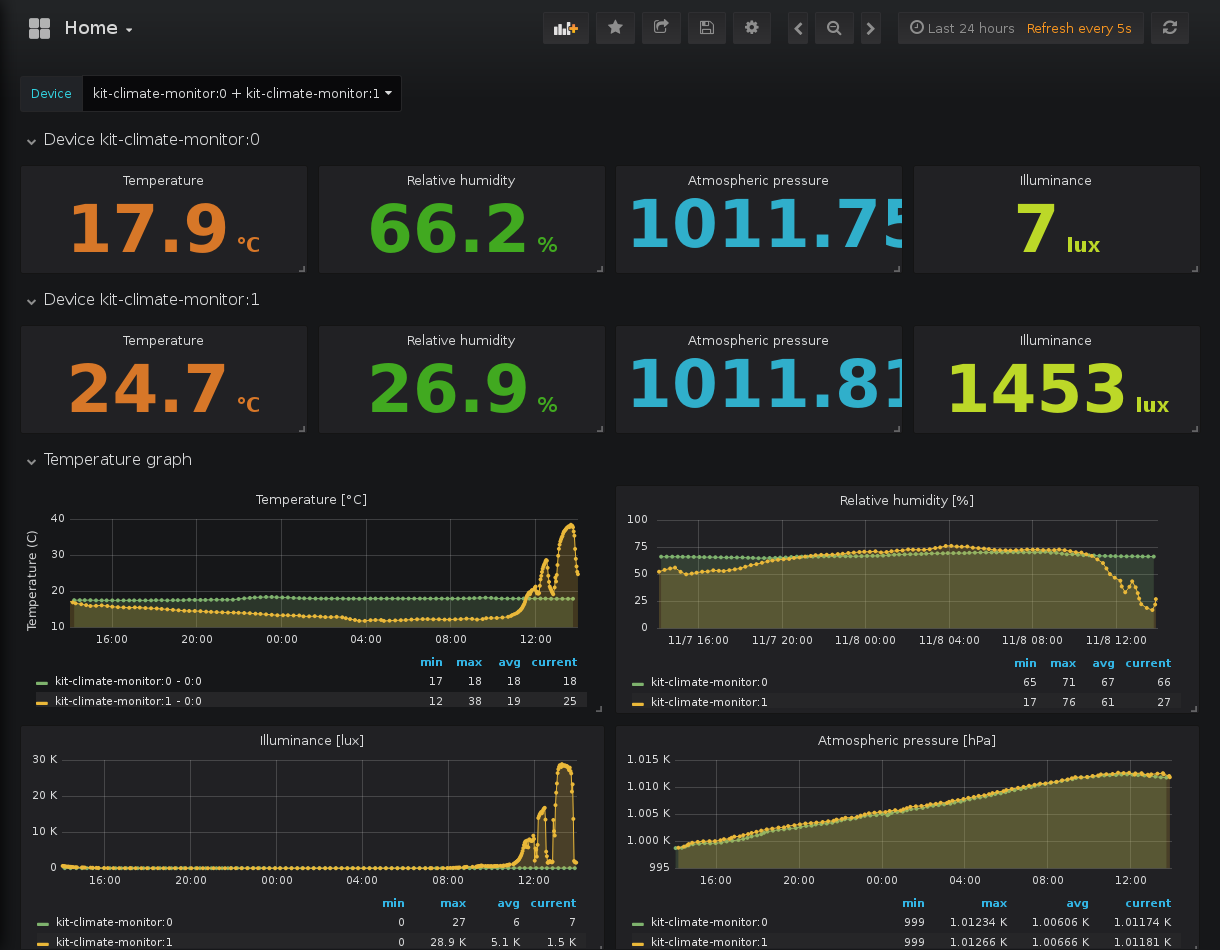 Home
Last 24 hours Refresh every 5s
Device kit-climate-monitor:0 + kit-climate-monitor:1
Device kit-climate-monitor:0
Temperature Relative humidity Atmospheric pressure Illuminance
17.9 °C 66.2 % 1011.75 7 lux
Device kit-climate-monitor:1
Temperature Relative humidity Atmospheric pressure Illuminance
24.7 °C 26.9 % 1011.81 1453 lux
Temperature graph
Temperature [°C]
Temperature (C)
40
30
20
10
16:00 20:00 00:00 04:00 08:00 12:00
min max avg current
kit-climate-monitor:0 - 0:0 17 18 18 18
kit-climate-monitor:1 - 0:0 12 38 19 25
Relative humidity [%]
100
75
50
25
0
11/7 16:00 11/7 20:00 11/8 00:00 11/8 04:00 11/8 08:00 11/8 12:00
min max avg current
kit-climate-monitor:0 65 71 67 66
kit-climate-monitor:1 17 76 61 27
Illuminance [lux]
30 K
20 K
10 K
0
16:00 20:00 00:00 04:00 08:00 12:00
min max avg current
kit-climate-monitor:0 0 27 6 7
kit-climate-monitor:1 0 28.9 K 5.1 K 1.5 K
Atmospheric pressure [hPa]
1.015 K
1.010 K
1.005 K
1.000 K
995
16:00 20:00 00:00 04:00 08:00 12:00
min max avg current
kit-climate-monitor:0 999 1.01234 K 1.00606 K 1.01174 K
kit-climate-monitor:1 999 1.01266 K 1.00666 K 1.01181 K